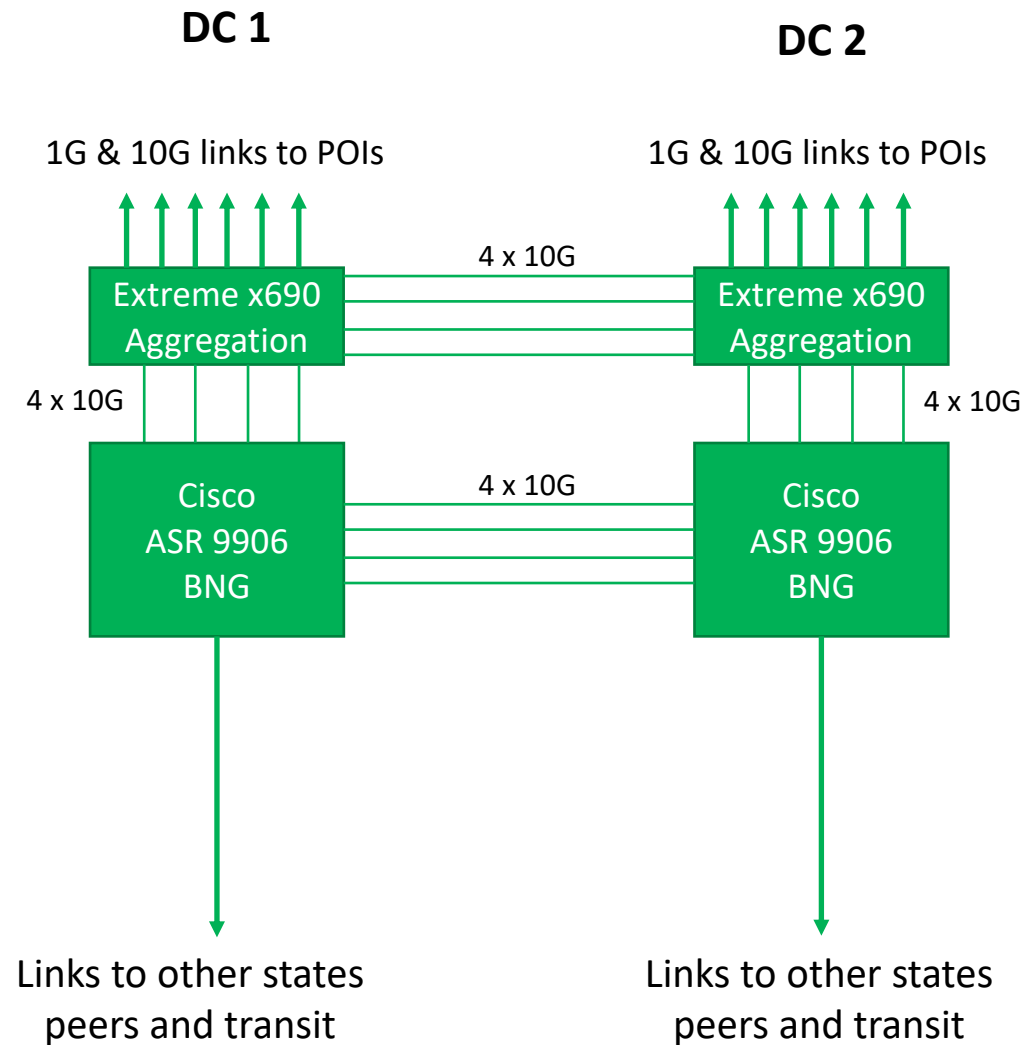 DC 1
DC 2
1G & 10G links to POIs
1G & 10G links to POIs
4 x 10G
Extreme x690
Aggregation
Extreme x690
Aggregation
4 x 10G
4 x 10G
4 x 10G
Cisco
ASR 9906
BNG
Cisco
ASR 9906
BNG
Links to other states
peers and transit
Links to other states
peers and transit